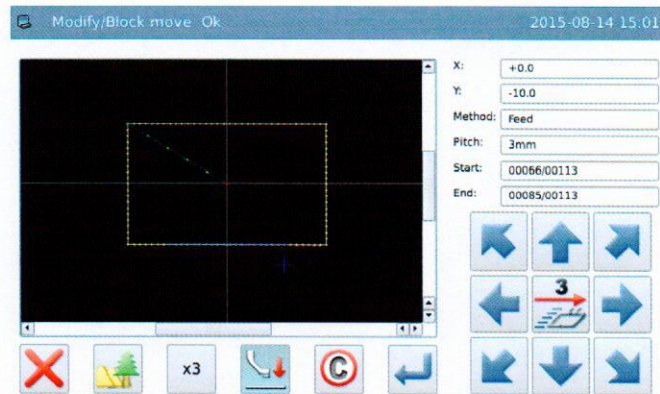 Modify/Block move Ok 2015-08-14 15:01
X: +0.0
Y: -10.0
Method: Feed
Pitch: 3mm
Start: 00066/00113
End: 00085/00113
3
x3
C